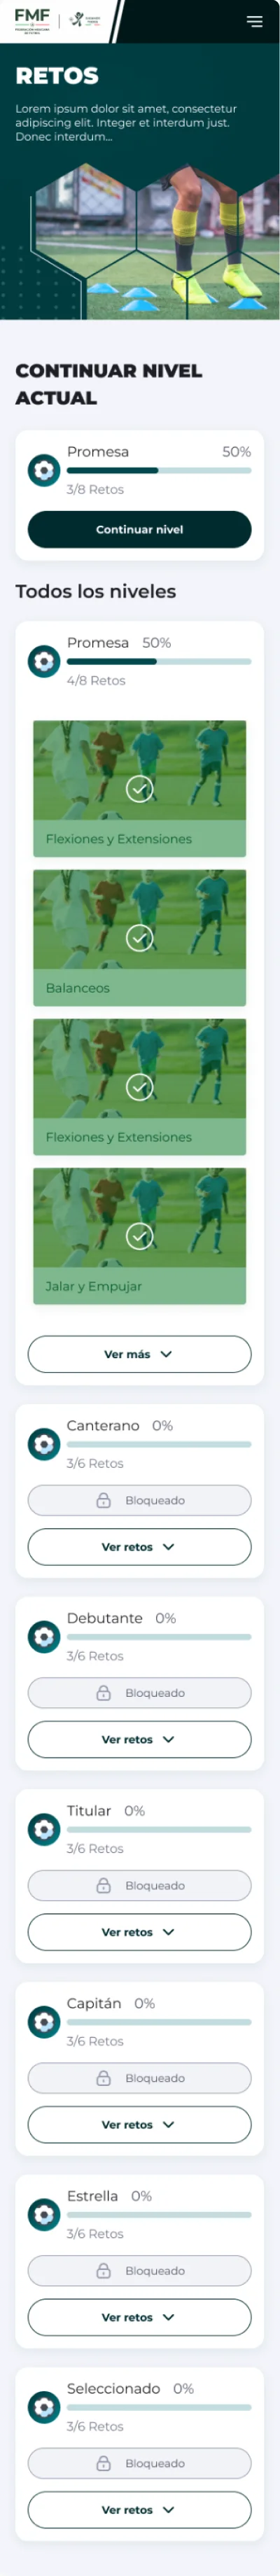 FMF
RETOS
Lorem ipsum dolor sit amet, consectetur
adipiscing elit. Integer et interdum just.
Donec interdum...
CONTINUAR NIVEL
ACTUAL
Promesa 50%
3/8 Retos
Continuar nivel
Todos los niveles
Promesa 50%
4/8 Retos
Flexiones y Extensiones
Balanceos
Flexiones y Extensiones
Jalar y Empujar
Ver más
Canterano 0%
3/6 Retos
Bloqueado
Ver retos
Debutante 0%
3/6 Retos
Bloqueado
Ver retos
Titular 0%
3/6 Retos
Bloqueado
Ver retos
Capitán 0%
3/6 Retos
Bloqueado
Ver retos
Estrella 0%
3/6 Retos
Bloqueado
Ver retos
Seleccionado 0%
3/6 Retos
Bloqueado
Ver retos